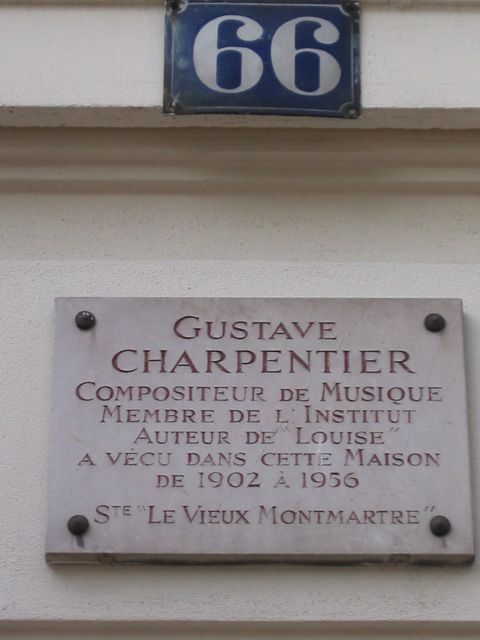 66
GUSTAVE
CHARPENTIER
COMPOSITEUR DE MUSIQUE
MEMBRE DE L'INSTITUT
AUTEUR DE "LOUISE"
A VÉCU DANS CETTE MAISON
DE 1902 À 1956
STE "LE VIEUX MONTMARTRE"